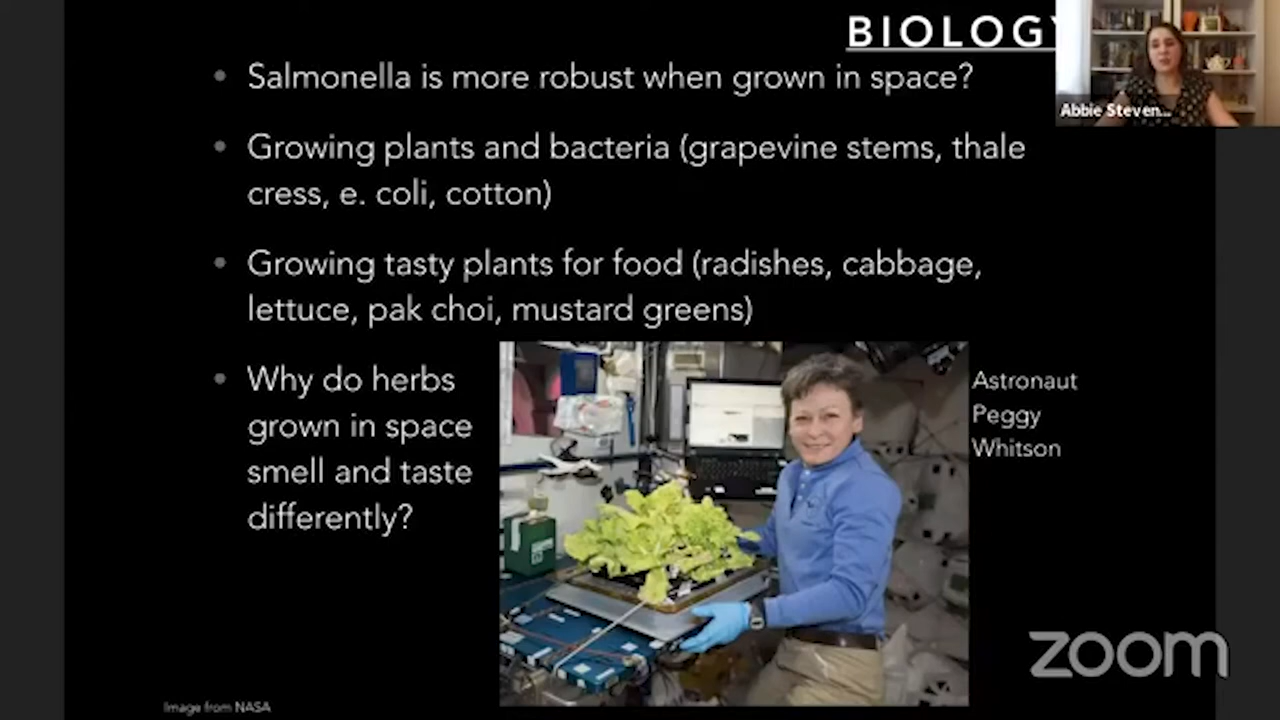 BIOLOGY
Salmonella is more robust when grown in space?
Growing plants and bacteria (grapevine stems, thale
cress, e. coli, cotton)
Growing tasty plants for food (radishes, cabbage,
lettuce, pak choi, mustard greens)
Why do herbs
grown in space
smell and taste
differently?
Astronaut
Peggy
Whitson
Image from NASA
Abbie Steven...
zoom